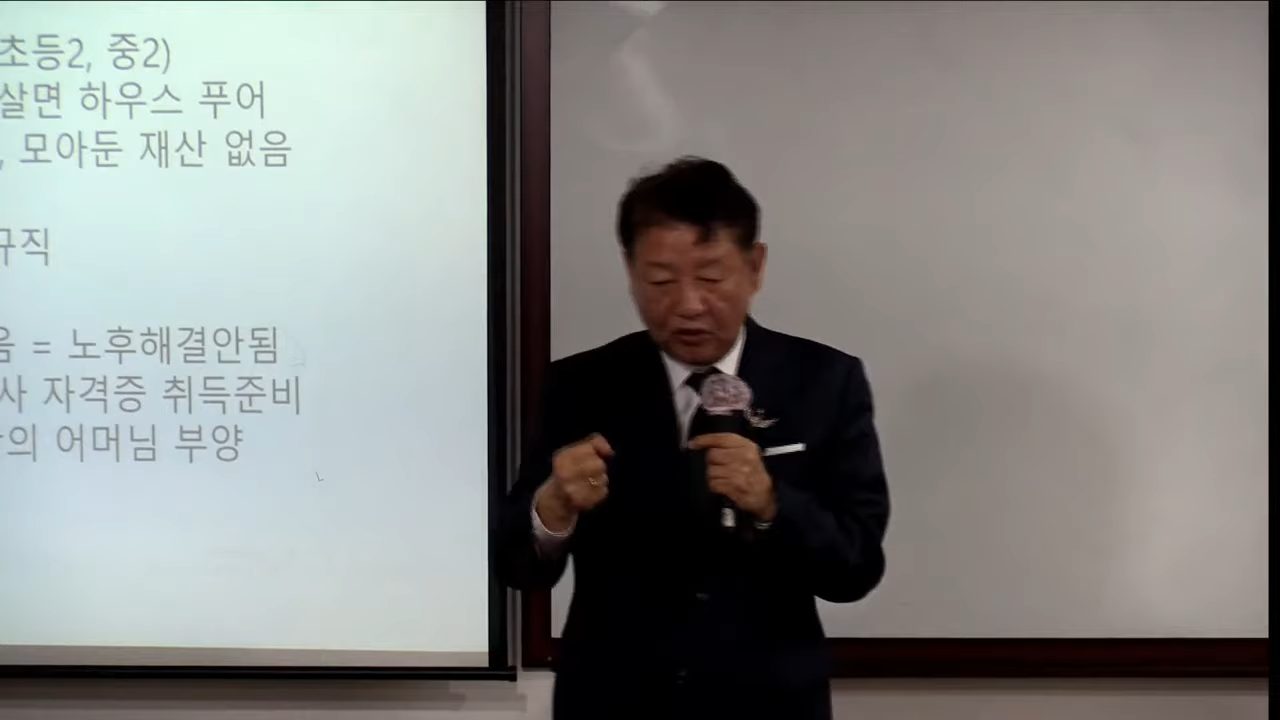 초등2, 중2)
살면 하우스 푸어
, 모아둔 재산 없음
규직
음 = 노후해결안됨
사 자격증 취득준비
의 어머님 부양